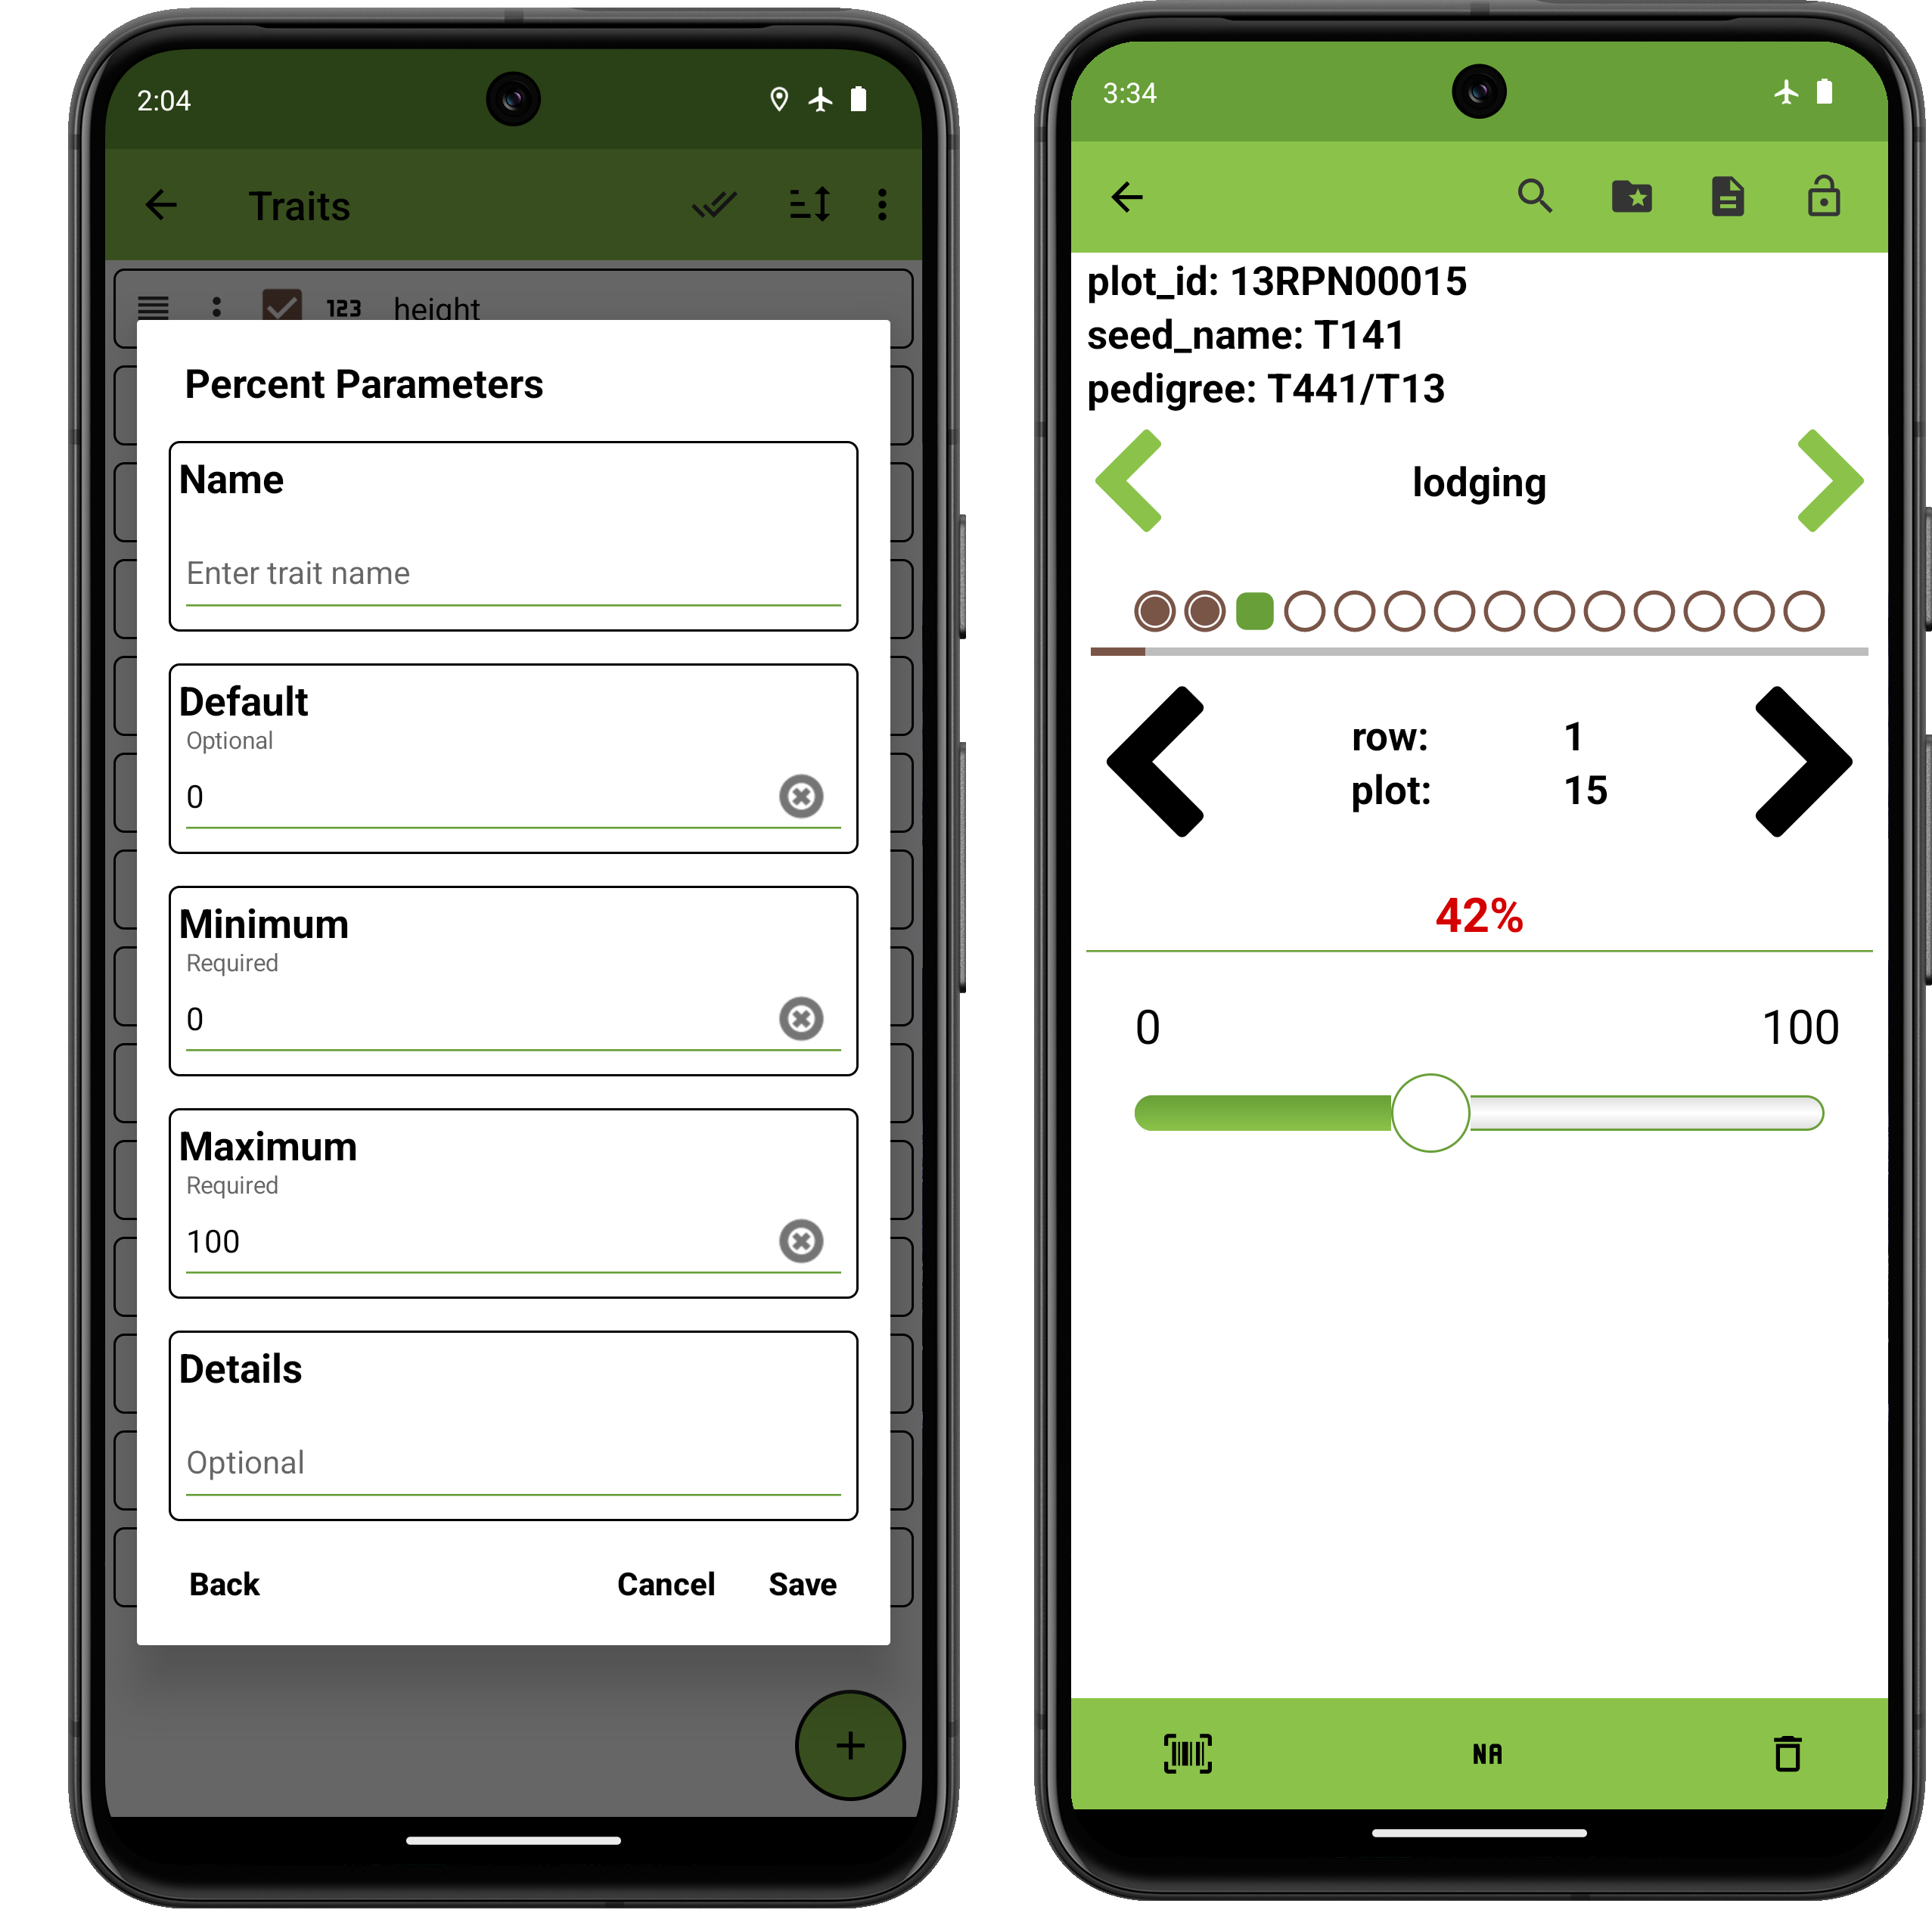 2:04
Traits
123 height
Percent Parameters
Name
Enter trait name
Default
Optional
0
Minimum
Required
0
Maximum
Required
100
Details
Optional
Back Cancel Save
+
3:34
plot_id: 13RPN00015
seed_name: T141
pedigree: T441/T13
lodging
row: 1
plot: 15
42%
0 100
NA